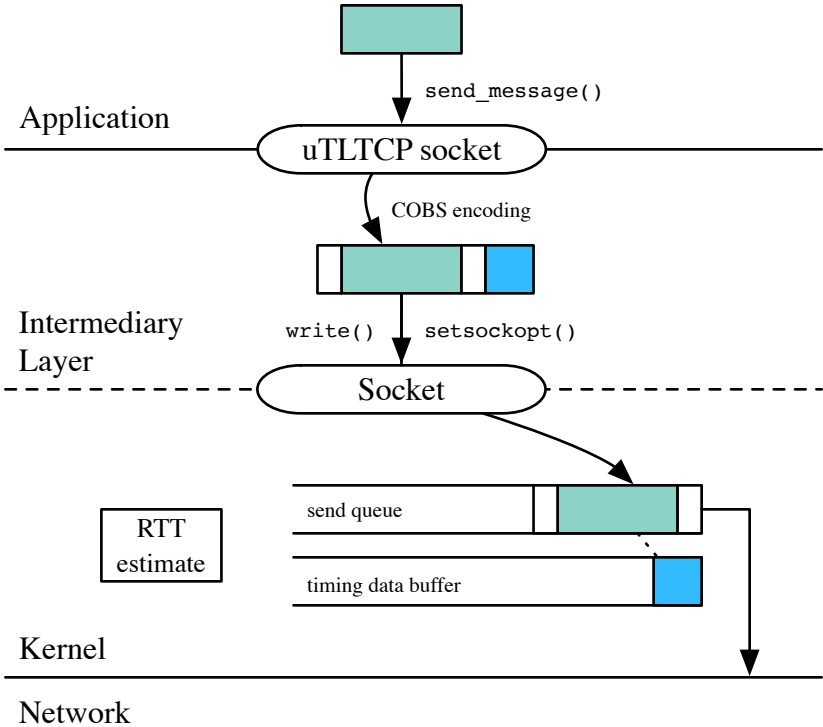 send_message()
Application
uTLTCP socket
COBS encoding
Intermediary
Layer
write()
setsockopt()
Socket
send queue
RTT
estimate
timing data buffer
Kernel
Network